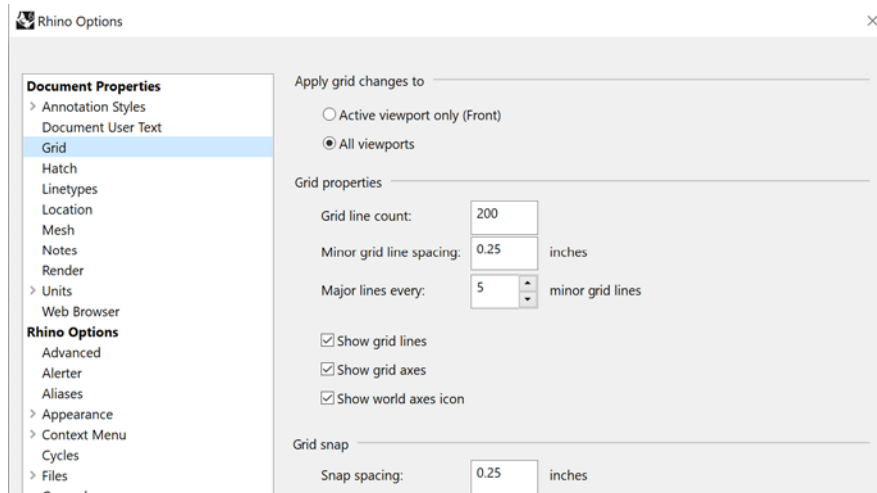 Rhino Options
Document Properties
Annotation Styles
Document User Text
Grid
Hatch
Linetypes
Location
Mesh
Notes
Render
Units
Web Browser
Rhino Options
Advanced
Alerter
Aliases
Appearance
Context Menu
Cycles
Files
Apply grid changes to
Active viewport only (Front)
All viewports
Grid properties
Grid line count: 200
Minor grid line spacing: 0.25 inches
Major lines every: 5 minor grid lines
Show grid lines
Show grid axes
Show world axes icon
Grid snap
Snap spacing: 0.25 inches